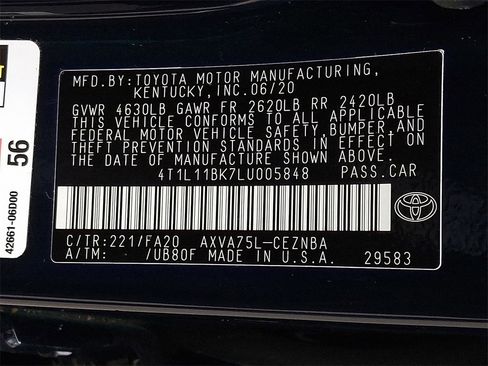 MFD.BY:TOYOTA MOTOR MANUFACTURING,
KENTUCKY, INC.06/20
GVWR 4630LB GAWR FR 2620LB RR 2420LB
THIS VEHICLE CONFORMS TO ALL APPLICABLE
FEDERAL MOTOR VEHICLE SAFETY,BUMPER,AND
THEFT PREVENTION STANDARDS IN EFFECT ON
THE DATE OF MANUFACTURE SHOWN ABOVE.
4T1L11BK7LU005848 PASS.CAR
C/TR:221/FA20 AXVA75L-CEZNBA
A/TM: /UB80F MADE IN U.S.A. 29583
56
42661-06D00